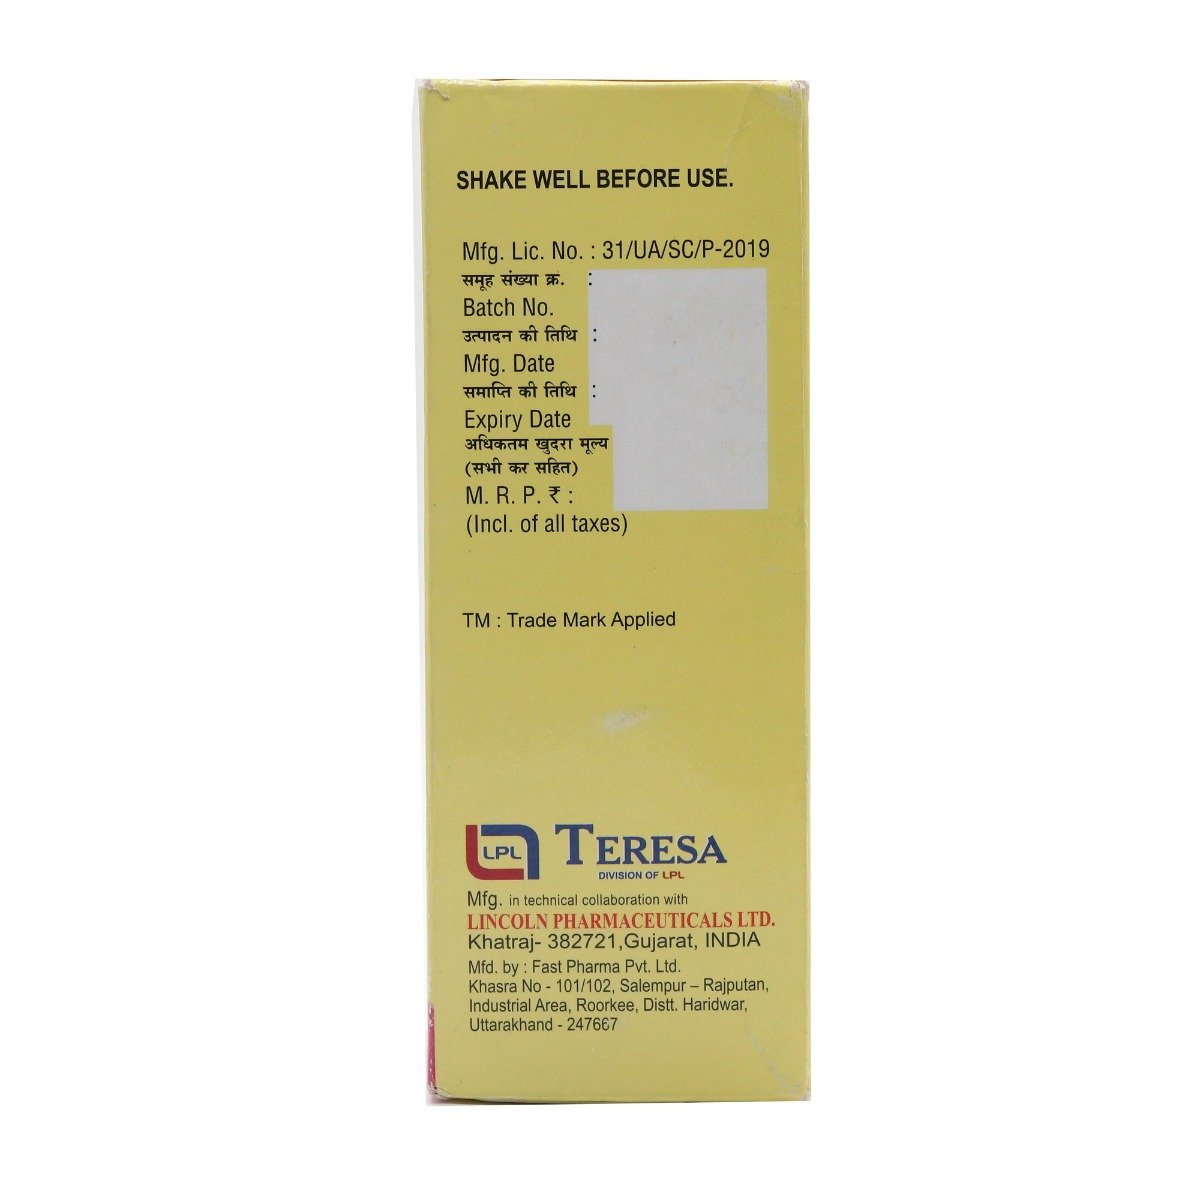 SHAKE WELL BEFORE USE.
Mfg. Lic. No. : 31/UA/SC/P-2019
समूह संख्या क्र. :
Batch No.
उत्पादन की तिथि :
Mfg. Date
समाप्ति की तिथि :
Expiry Date
अधिकतम खुदरा मूल्य
(सभी कर सहित)
M. R. P. ₹ :
(Incl. of all taxes)
TM : Trade Mark Applied
LPL TERESA
DIVISION OF LPL
Mfg. in technical collaboration with
LINCOLN PHARMACEUTICALS LTD.
Khatraj- 382721,Gujarat, INDIA
Mfd. by : Fast Pharma Pvt. Ltd.
Khasra No - 101/102, Salempur – Rajputan,
Industrial Area, Roorkee, Distt. Haridwar,
Uttarakhand - 247667